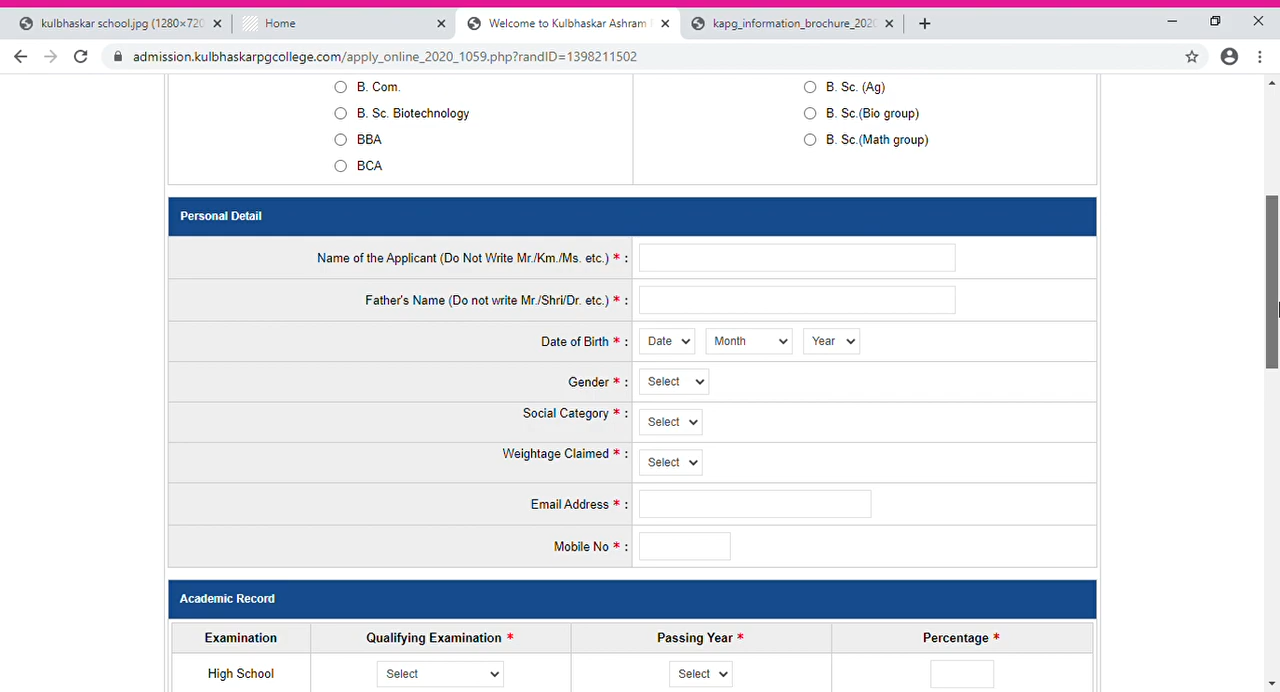 kulbhaskar school.jpg (1280×720
Home
Welcome to Kulbhaskar Ashram
kapg_information_brochure_202
admission.kulbhaskarpgcollege.com/apply_online_2020_1059.php?randID=1398211502
B. Com.
B. Sc. (Ag)
B. Sc. Biotechnology
B. Sc.(Bio group)
BBA
B. Sc.(Math group)
BCA
Personal Detail
Name of the Applicant (Do Not Write Mr./Km./Ms. etc.) * :
Father's Name (Do not write Mr./Shri/Dr. etc.) * :
Date of Birth * : Date Month Year
Gender * : Select
Social Category * : Select
Weightage Claimed * : Select
Email Address * :
Mobile No * :
Academic Record
Examination Qualifying Examination * Passing Year * Percentage *
High School Select Select